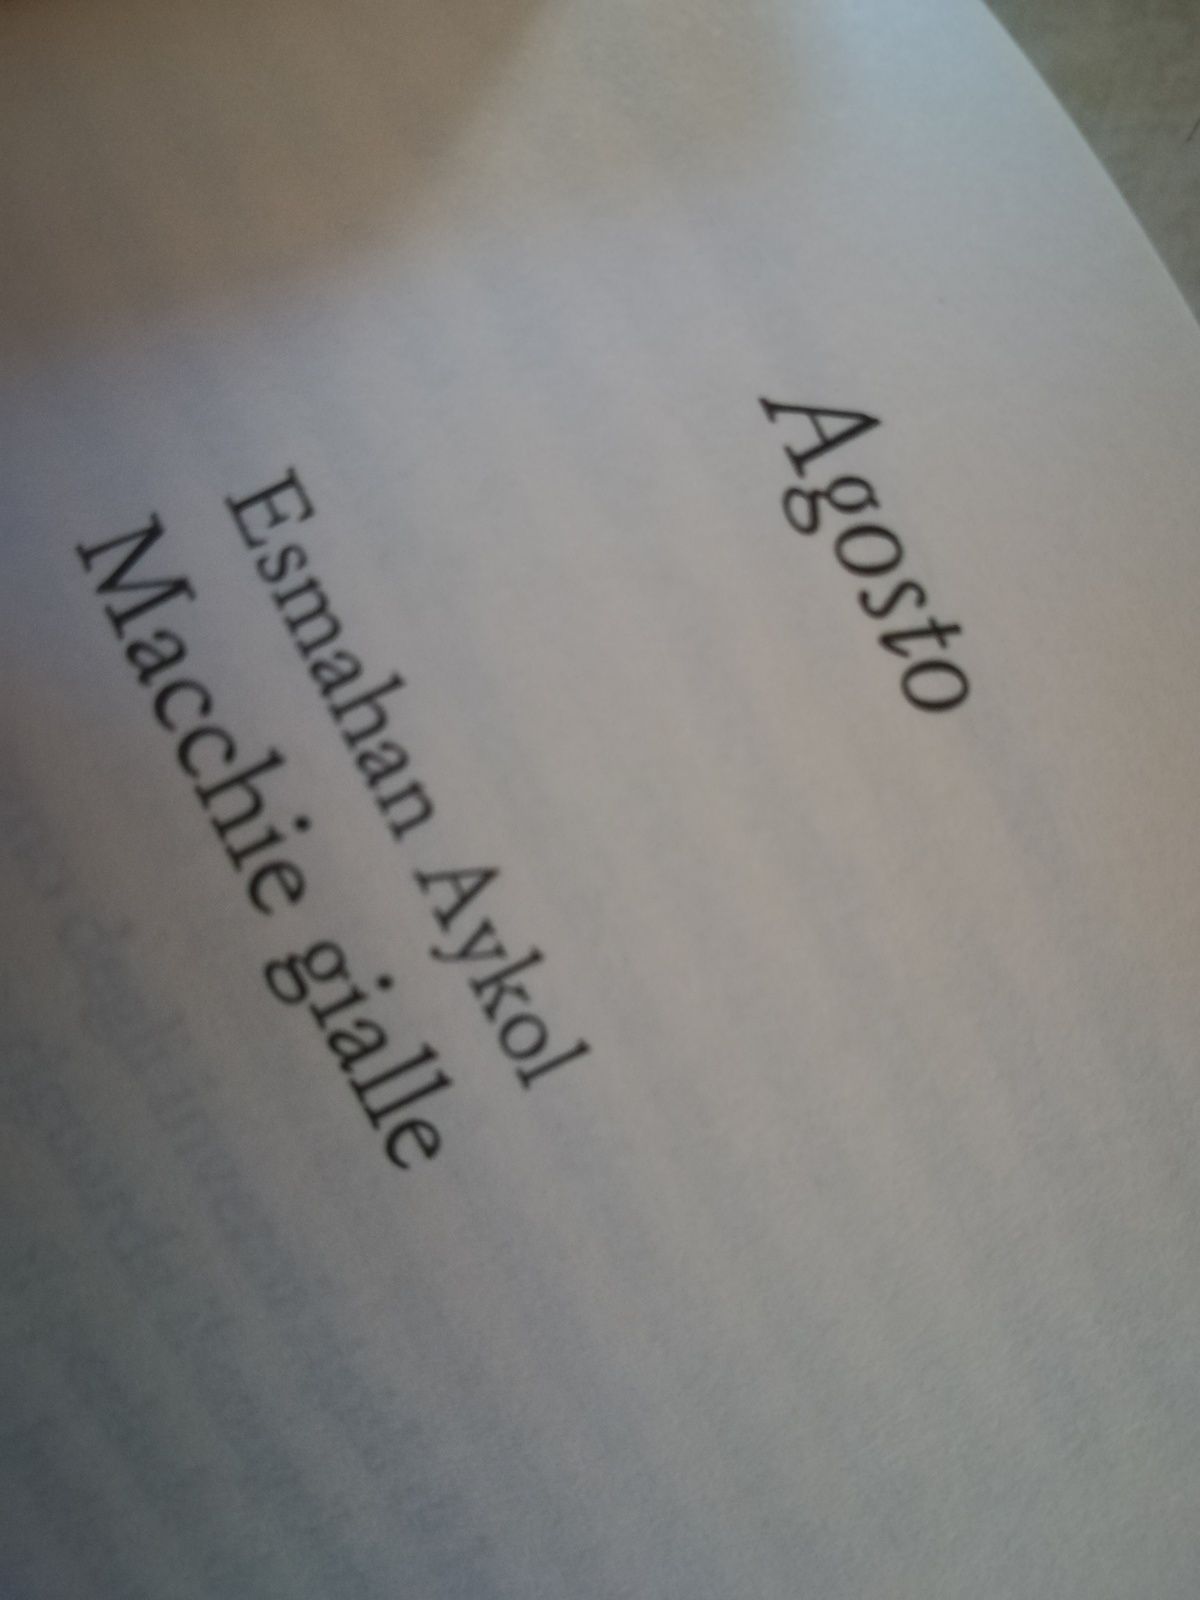 Agosto
Esmahan Aykol
Macchie gialle